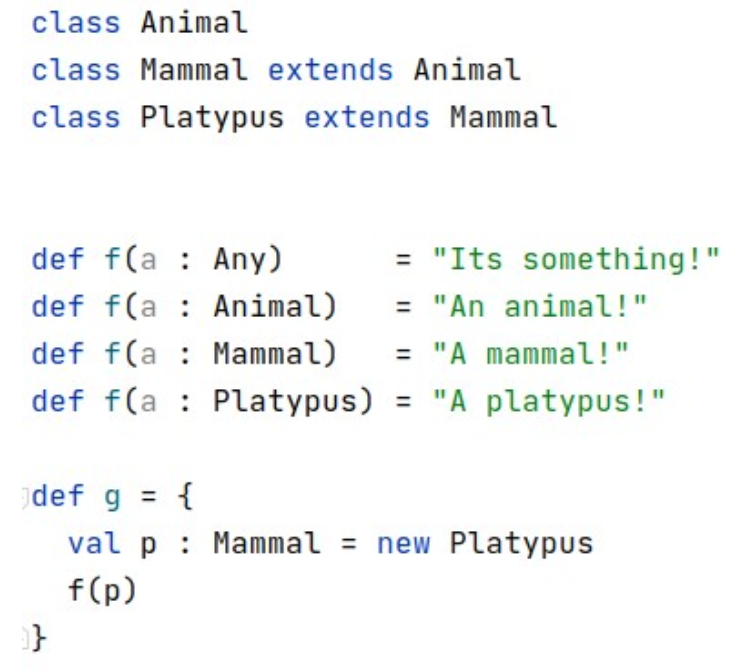 class Animal
class Mammal extends Animal
class Platypus extends Mammal
def f(a : Any)      = "Its something!"
def f(a : Animal)   = "An animal!"
def f(a : Mammal)   = "A mammal!"
def f(a : Platypus) = "A platypus!"
def g = {
  val p : Mammal = new Platypus
  f(p)
}